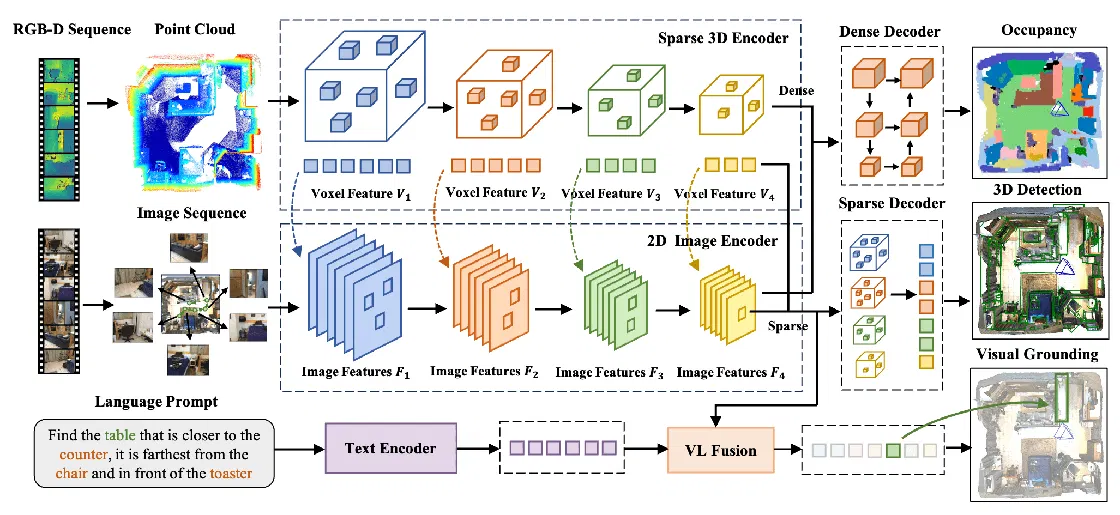 RGB-D Sequence
Point Cloud
Sparse 3D Encoder
Dense Decoder
Occupancy
Dense
Voxel Feature V₁
Voxel Feature V₂
Voxel Feature V₃
Voxel Feature V₄
3D Detection
Image Sequence
2D Image Encoder
Sparse Decoder
Sparse
Image Features F₁
Image Features F₂
Image Features F₃
Image Features F₄
Visual Grounding
Language Prompt
Find the table that is closer to the
counter, it is farthest from the
chair and in front of the toaster
Text Encoder
VL Fusion